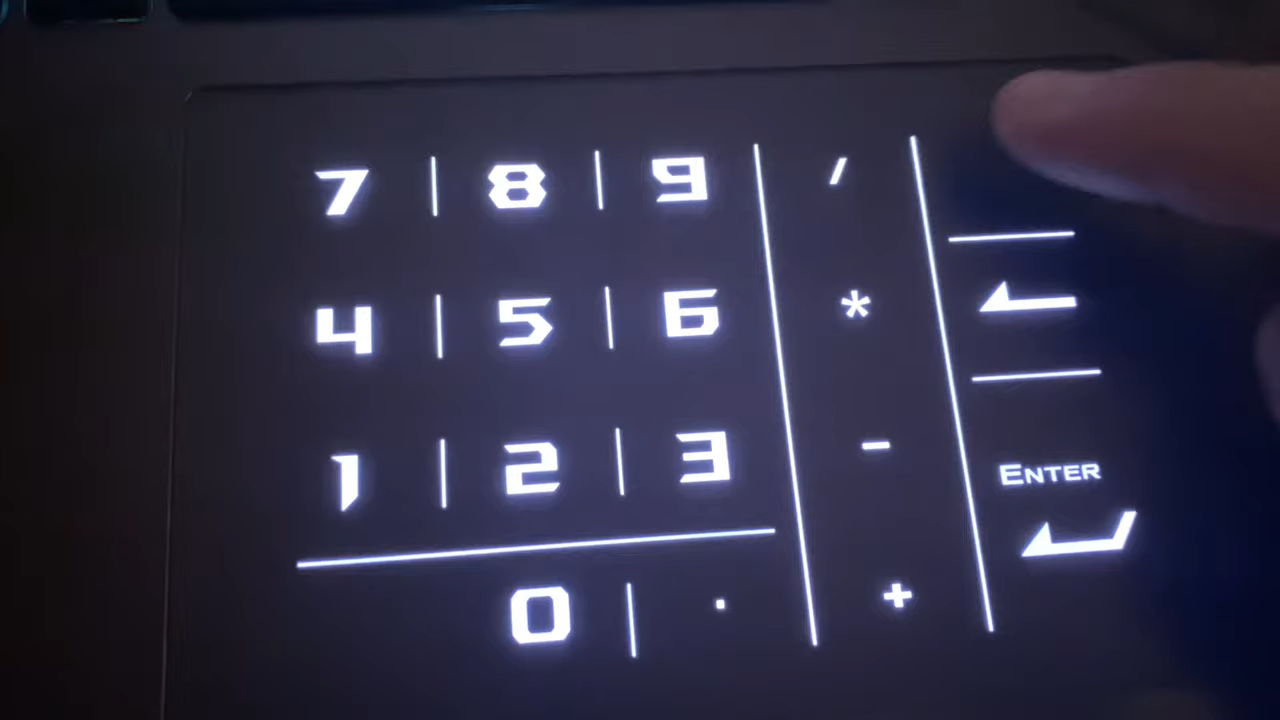 7 | 8 | 9 /
4 | 5 | 6 *
1 | 2 | 3 -
ENTER
0 | . +